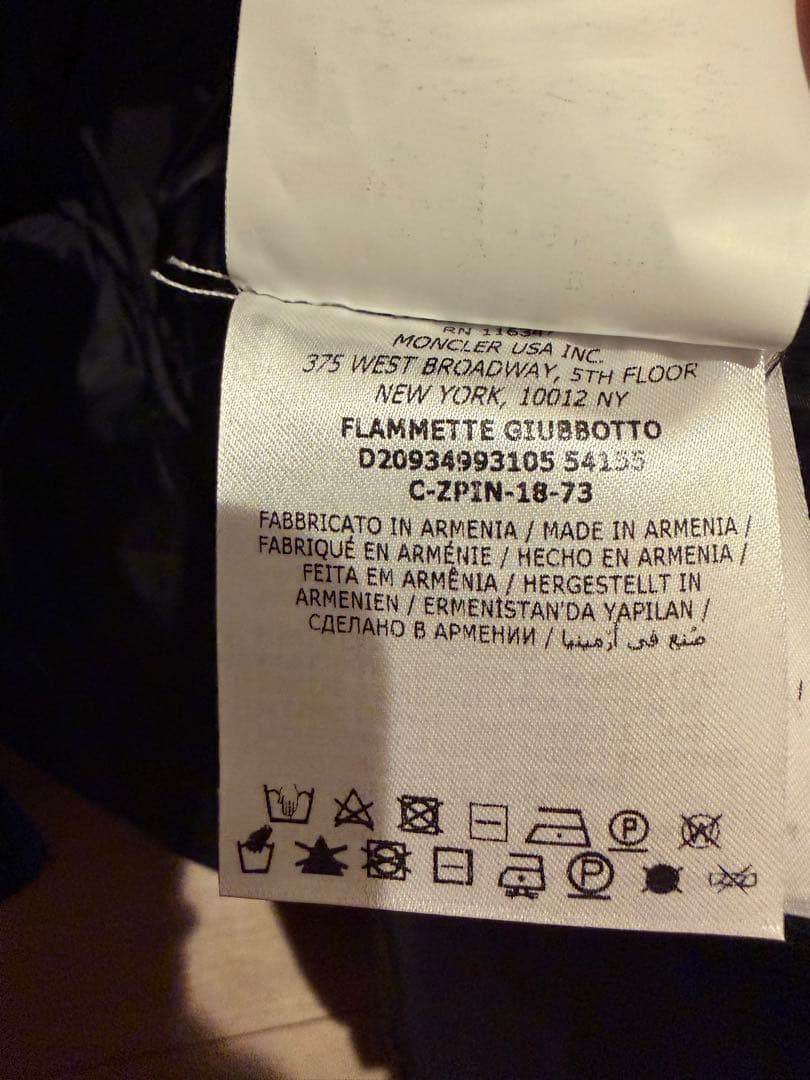 MONCLER USA INC.
375 WEST BROADWAY, 5TH FLOOR
NEW YORK, 10012 NY
FLAMMETTE GIUBBOTTO
D20934993105
C-ZPIN-18-73
FABBRICATO IN ARMENIA / MADE IN ARMENIA /
FABRIQUÉ EN ARMÉNIE / HECHO EN ARMENIA /
FEITA EM ARMÊNIA / HERGESTELLT IN
ARMENIEN / ERMENİSTAN'DA YAPILAN /
СДЕЛАНО В АРМЕНИИ / صُنع في أرمينيا
P W
P